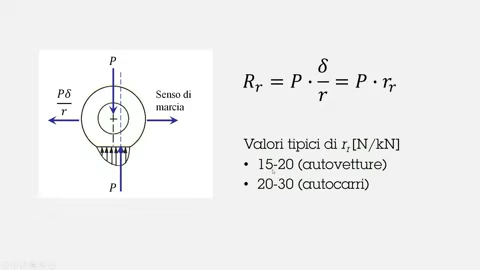 P
Pδ/r
Senso di
marcia
P
R_r = P · δ/r = P · r_r
Valori tipici di r_r [N/kN]
• 15-20 (autovetture)
• 20-30 (autocarri)